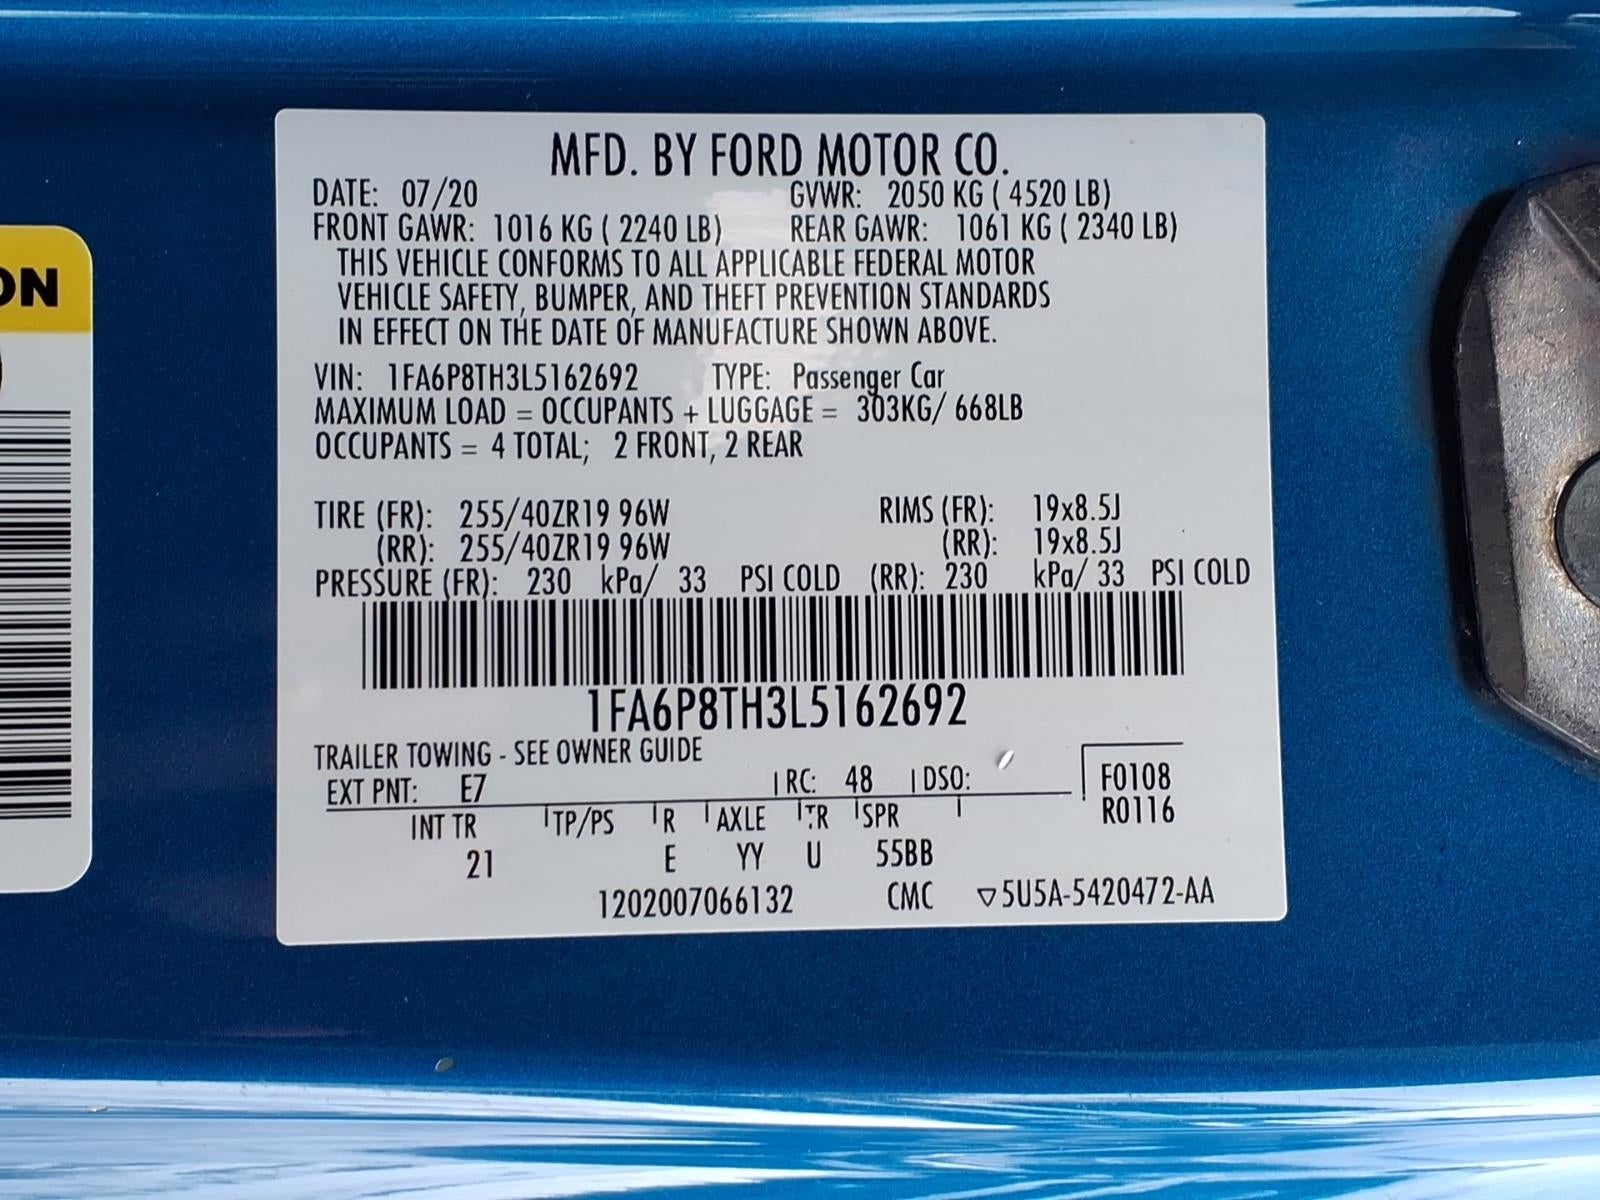 ON
MFD. BY FORD MOTOR CO.
DATE: 07/20 GVWR: 2050 KG ( 4520 LB)
FRONT GAWR: 1016 KG ( 2240 LB) REAR GAWR: 1061 KG ( 2340 LB)
THIS VEHICLE CONFORMS TO ALL APPLICABLE FEDERAL MOTOR
VEHICLE SAFETY, BUMPER, AND THEFT PREVENTION STANDARDS
IN EFFECT ON THE DATE OF MANUFACTURE SHOWN ABOVE.
VIN: 1FA6P8TH3L5162692 TYPE: Passenger Car
MAXIMUM LOAD = OCCUPANTS + LUGGAGE = 303KG/ 668LB
OCCUPANTS = 4 TOTAL; 2 FRONT, 2 REAR
TIRE (FR): 255/40ZR19 96W RIMS (FR): 19x8.5J
(RR): 255/40ZR19 96W (RR): 19x8.5J
PRESSURE (FR): 230 kPa/ 33 PSI COLD (RR): 230 kPa/ 33 PSI COLD
1FA6P8TH3L5162692
TRAILER TOWING - SEE OWNER GUIDE
EXT PNT: E7 RC: 48 DSO: F0108
R0116
INT TR TP/PS R AXLE TR SPR
21 E YY U 55BB
1202007066132 CMC ▽5U5A-5420472-AA